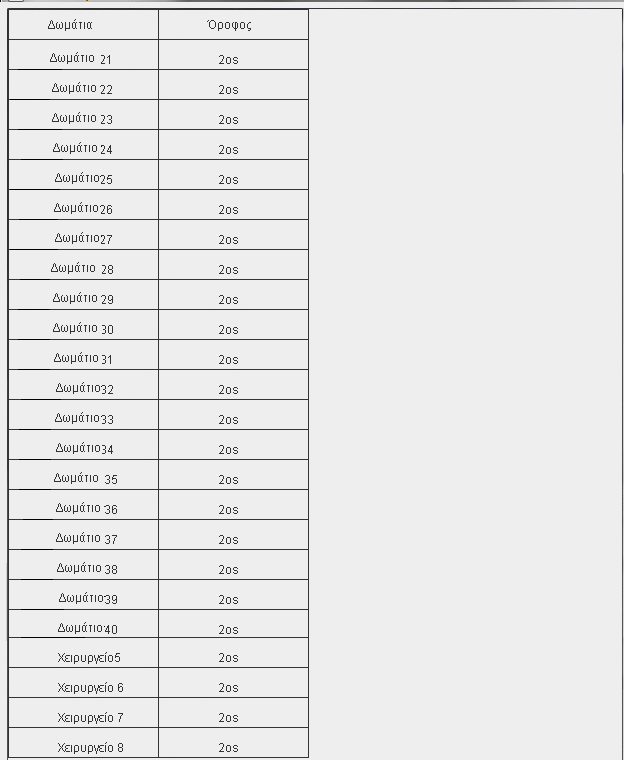 Δωμάτια Όροφος
Δωμάτιο 21 2os
Δωμάτιο 22 2os
Δωμάτιο 23 2os
Δωμάτιο 24 2os
Δωμάτιο25 2os
Δωμάτιο26 2os
Δωμάτιο27 2os
Δωμάτιο 28 2os
Δωμάτιο 29 2os
Δωμάτιο 30 2os
Δωμάτιο 31 2os
Δωμάτιο32 2os
Δωμάτιο33 2os
Δωμάτιο34 2os
Δωμάτιο 35 2os
Δωμάτιο 36 2os
Δωμάτιο 37 2os
Δωμάτιο 38 2os
Δωμάτιο39 2os
Δωμάτιο40 2os
Χειρυργείο5 2os
Χειρυργείο 6 2os
Χειρυργείο 7 2os
Χειρυργείο 8 2os